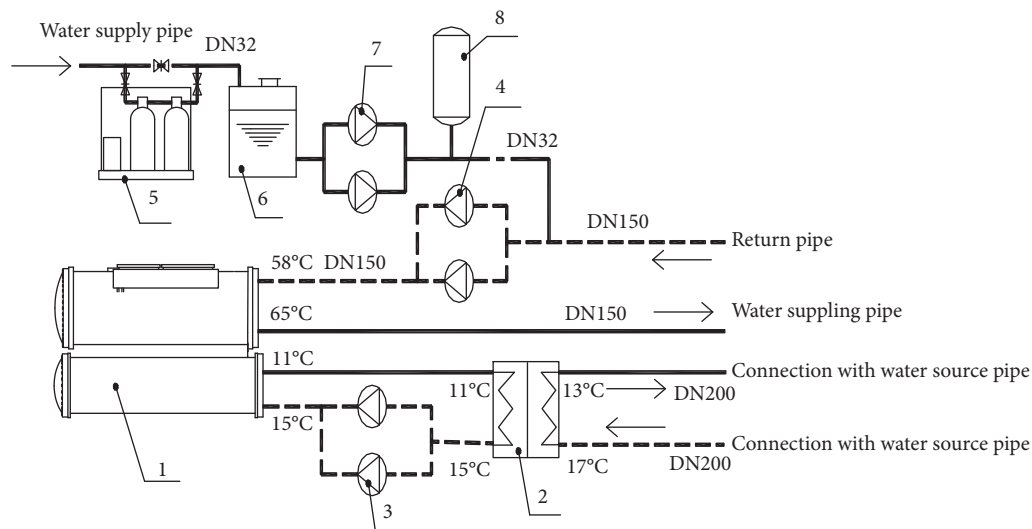 8
Water supply pipe
DN32
7
4
DN32
5
6
DN150
Return pipe
58°C DN150
65°C
DN150
Water suppling pipe
11°C
Connection with water source pipe
11°C
13°C
DN200
15°C
Connection with water source pipe
15°C
17°C
DN200
1
3
2